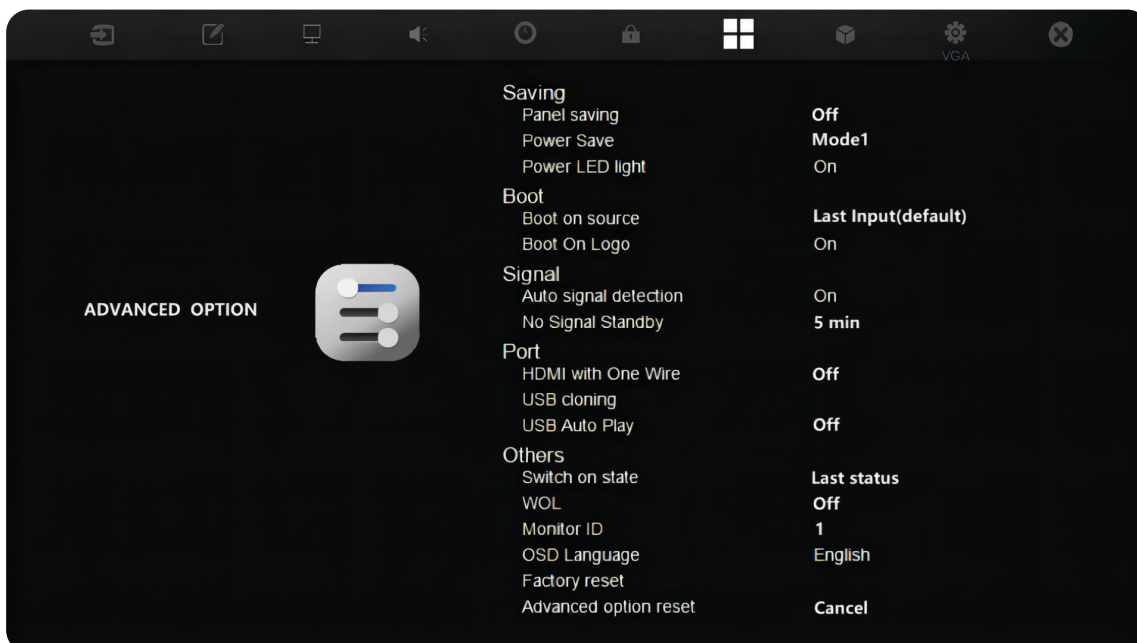 VGA
Saving
Panel saving Off
Power Save Mode1
Power LED light On
Boot
Boot on source Last Input(default)
Boot On Logo On
Signal
Auto signal detection On
No Signal Standby 5 min
ADVANCED OPTION
Port
HDMI with One Wire Off
USB cloning
USB Auto Play Off
Others
Switch on state Last status
WOL Off
Monitor ID 1
OSD Language English
Factory reset
Advanced option reset Cancel